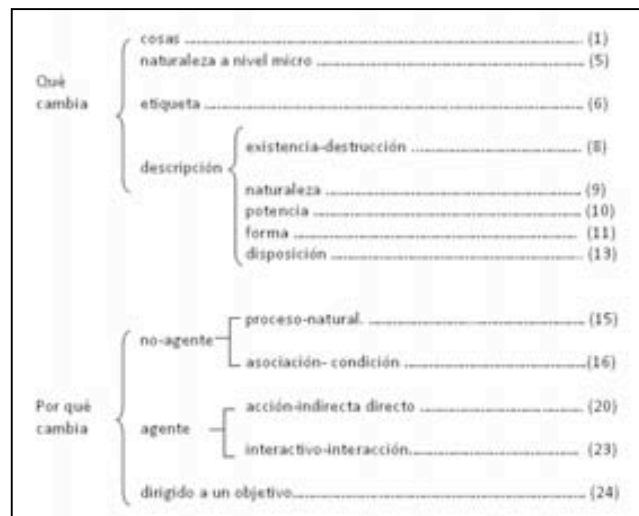 cosas (1)
naturaleza a nivel micro (5)
Qué
cambia
etiqueta (6)
existencia-destrucción (8)
descripción
naturaleza (9)
potencia (10)
forma (11)
disposición (13)
proceso-natural. (15)
no-agente
asociación- condición (16)
Por qué
cambia
acción-indirecta directo (20)
agente
interactivo-interacción (23)
dirigido a un objetivo (24)